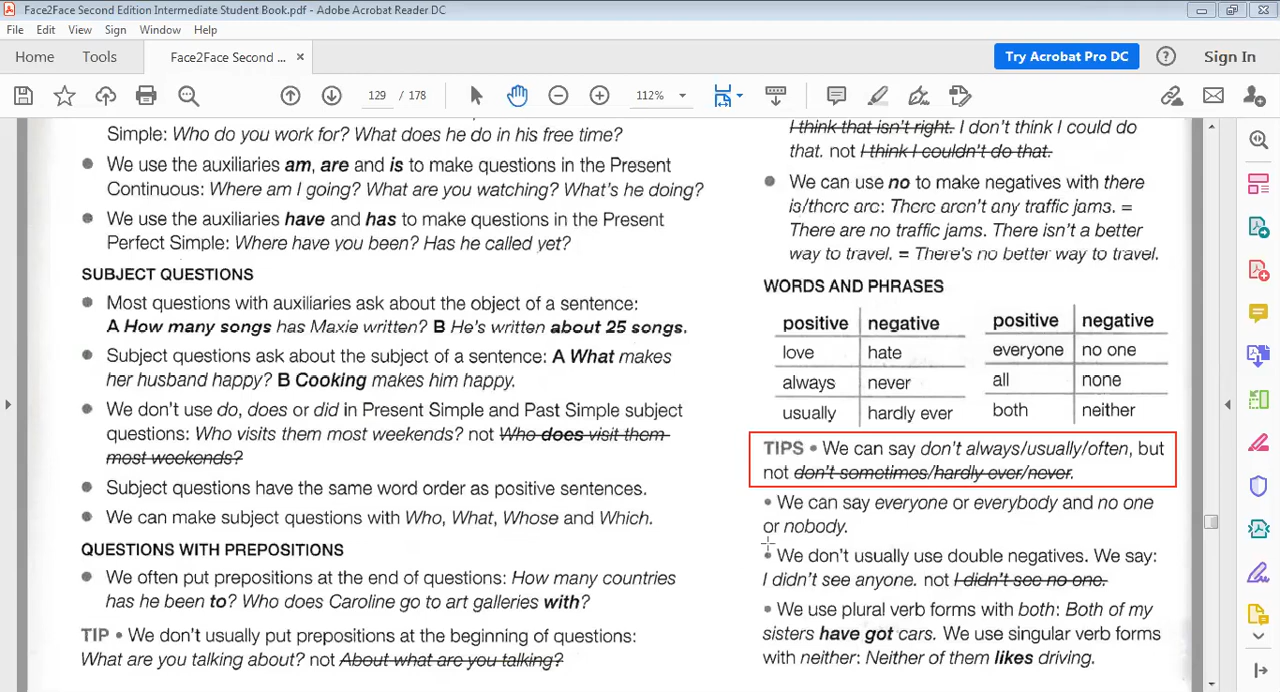 Face2Face Second Edition Intermediate Student Book.pdf - Adobe Acrobat Reader DC
File Edit View Sign Window Help
Home Tools Face2Face Second ... × Try Acrobat Pro DC Sign In
129 / 178 112%
Simple: Who do you work for? What does he do in his free time?
• We use the auxiliaries am, are and is to make questions in the Present
Continuous: Where am I going? What are you watching? What's he doing?
• We use the auxiliaries have and has to make questions in the Present
Perfect Simple: Where have you been? Has he called yet?
SUBJECT QUESTIONS
• Most questions with auxiliaries ask about the object of a sentence:
A How many songs has Maxie written? B He's written about 25 songs.
• Subject questions ask about the subject of a sentence: A What makes
her husband happy? B Cooking makes him happy.
• We don't use do, does or did in Present Simple and Past Simple subject
questions: Who visits them most weekends? not Who does visit them
most weekends?
• Subject questions have the same word order as positive sentences.
• We can make subject questions with Who, What, Whose and Which.
QUESTIONS WITH PREPOSITIONS
• We often put prepositions at the end of questions: How many countries
has he been to? Who does Caroline go to art galleries with?
TIP • We don't usually put prepositions at the beginning of questions:
What are you talking about? not About what are you talking?
I think that isn't right. I don't think I could do
that. not I think I couldn't do that.
• We can use no to make negatives with there
is/there are: There aren't any traffic jams. =
There are no traffic jams. There isn't a better
way to travel. = There's no better way to travel.
WORDS AND PHRASES
positive negative positive negative
love hate everyone no one
always never all none
usually hardly ever both neither
TIPS • We can say don't always/usually/often, but
not don't sometimes/hardly ever/never.
• We can say everyone or everybody and no one
or nobody.
• We don't usually use double negatives. We say:
I didn't see anyone. not I didn't see no one.
• We use plural verb forms with both: Both of my
sisters have got cars. We use singular verb forms
with neither: Neither of them likes driving.